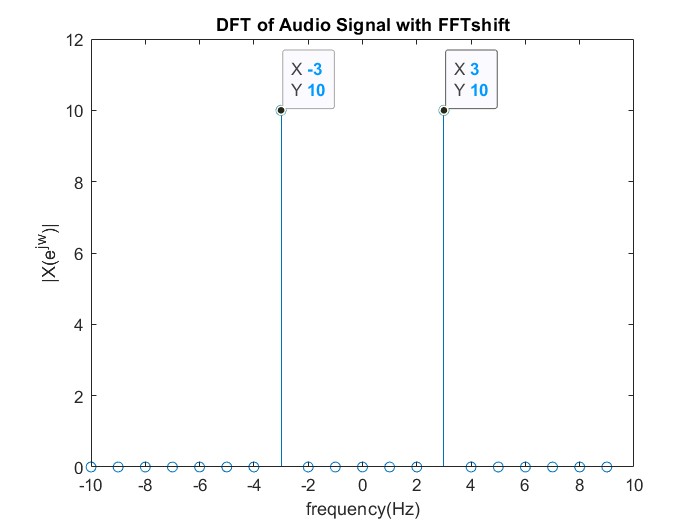 DFT of Audio Signal with FFTshift
12
10
8
6
4
2
0
|X(e^jw)|
X -3
Y 10
X 3
Y 10
-10 -8 -6 -4 -2 0 2 4 6 8 10
frequency(Hz)